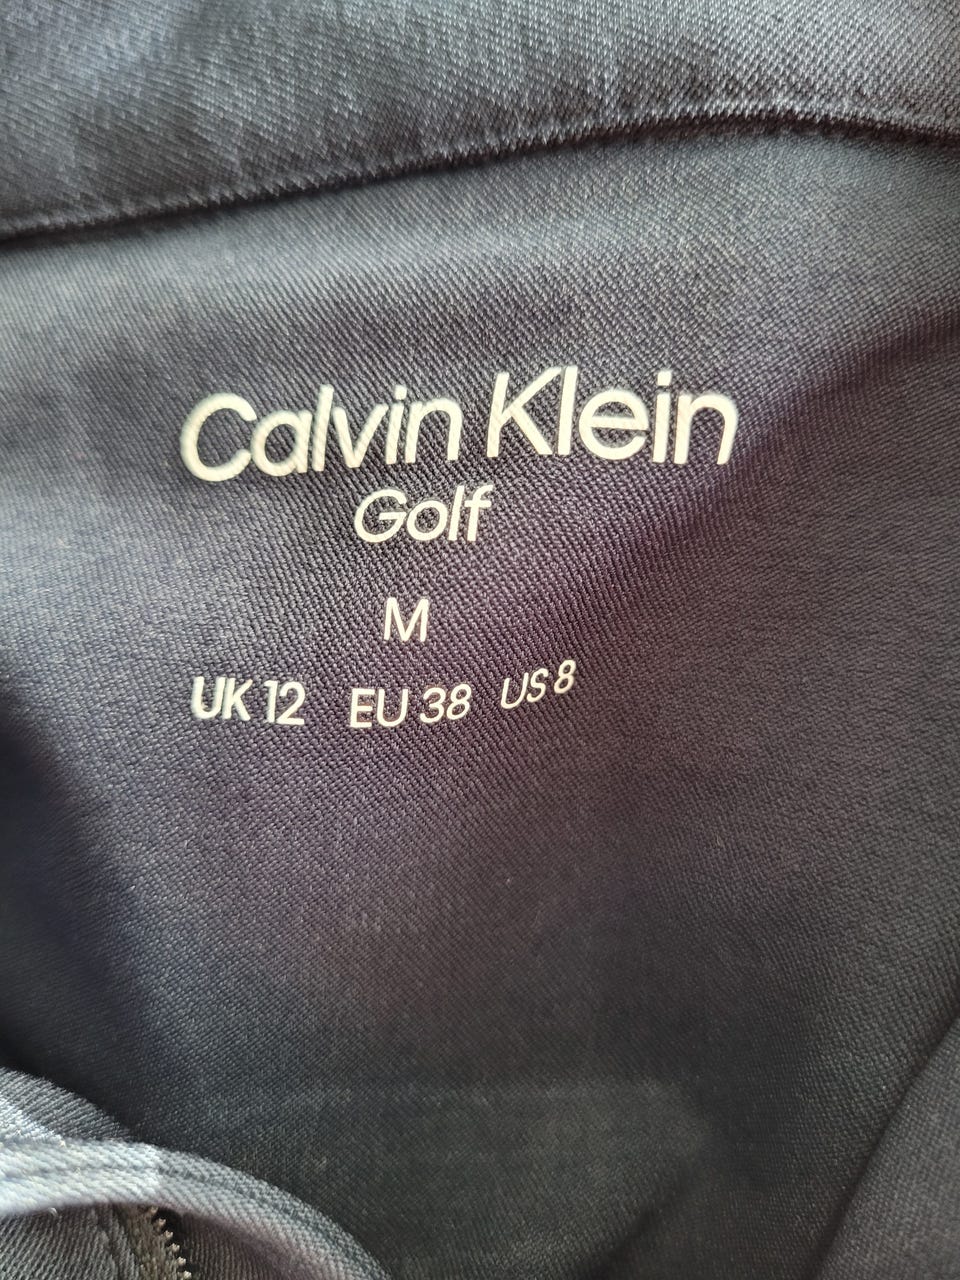 Calvin Klein
Golf
M
UK 12 EU 38 US 8